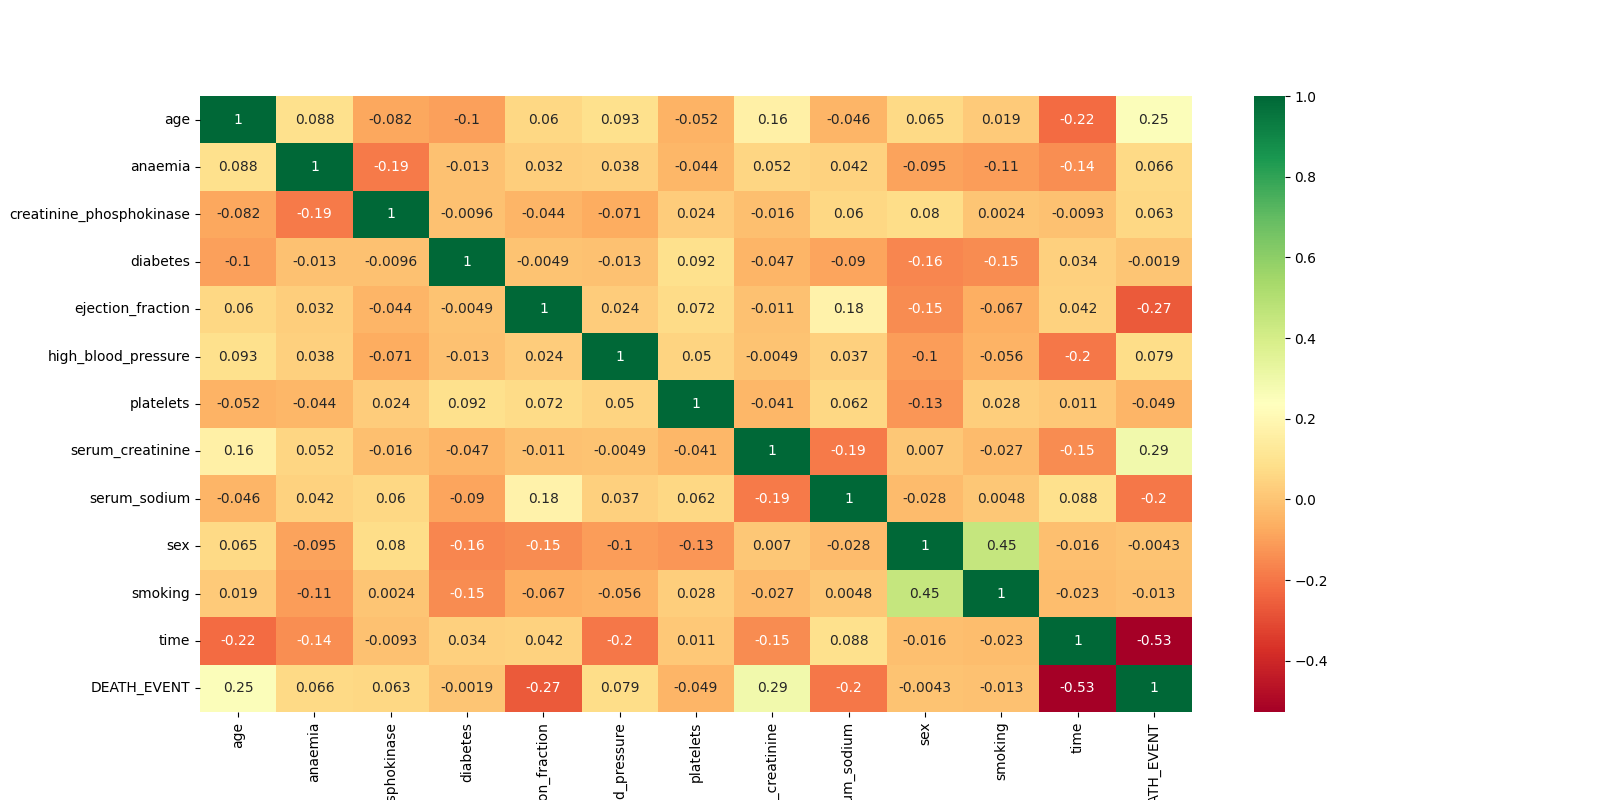 age 1 0.088 -0.082 -0.1 0.06 0.093 -0.052 0.16 -0.046 0.065 0.019 -0.22 0.25
anaemia 0.088 1 -0.19 -0.013 0.032 0.038 -0.044 0.052 0.042 -0.095 -0.11 -0.14 0.066
creatinine_phosphokinase -0.082 -0.19 1 -0.0096 -0.044 -0.071 0.024 -0.016 0.06 0.08 0.0024 -0.0093 0.063
diabetes -0.1 -0.013 -0.0096 1 -0.0049 -0.013 0.092 -0.047 -0.09 -0.16 -0.15 0.034 -0.0019
ejection_fraction 0.06 0.032 -0.044 -0.0049 1 0.024 0.072 -0.011 0.18 -0.15 -0.067 0.042 -0.27
high_blood_pressure 0.093 0.038 -0.071 -0.013 0.024 1 0.05 -0.0049 0.037 -0.1 -0.056 -0.2 0.079
platelets -0.052 -0.044 0.024 0.092 0.072 0.05 1 -0.041 0.062 -0.13 0.028 0.011 -0.049
serum_creatinine 0.16 0.052 -0.016 -0.047 -0.011 -0.0049 -0.041 1 -0.19 0.007 -0.027 -0.15 0.29
serum_sodium -0.046 0.042 0.06 -0.09 0.18 0.037 0.062 -0.19 1 -0.028 0.0048 0.088 -0.2
sex 0.065 -0.095 0.08 -0.16 -0.15 -0.1 -0.13 0.007 -0.028 1 0.45 -0.016 -0.0043
smoking 0.019 -0.11 0.0024 -0.15 -0.067 -0.056 0.028 -0.027 0.0048 0.45 1 -0.023 -0.013
time -0.22 -0.14 -0.0093 0.034 0.042 -0.2 0.011 -0.15 0.088 -0.016 -0.023 1 -0.53
DEATH_EVENT 0.25 0.066 0.063 -0.0019 -0.27 0.079 -0.049 0.29 -0.2 -0.0043 -0.013 -0.53 1
age
anaemia
sphokinase
diabetes
on_fraction
d_pressure
platelets
_creatinine
um_sodium
sex
smoking
time
ATH_EVENT
1.0
0.8
0.6
0.4
0.2
0.0
−0.2
−0.4